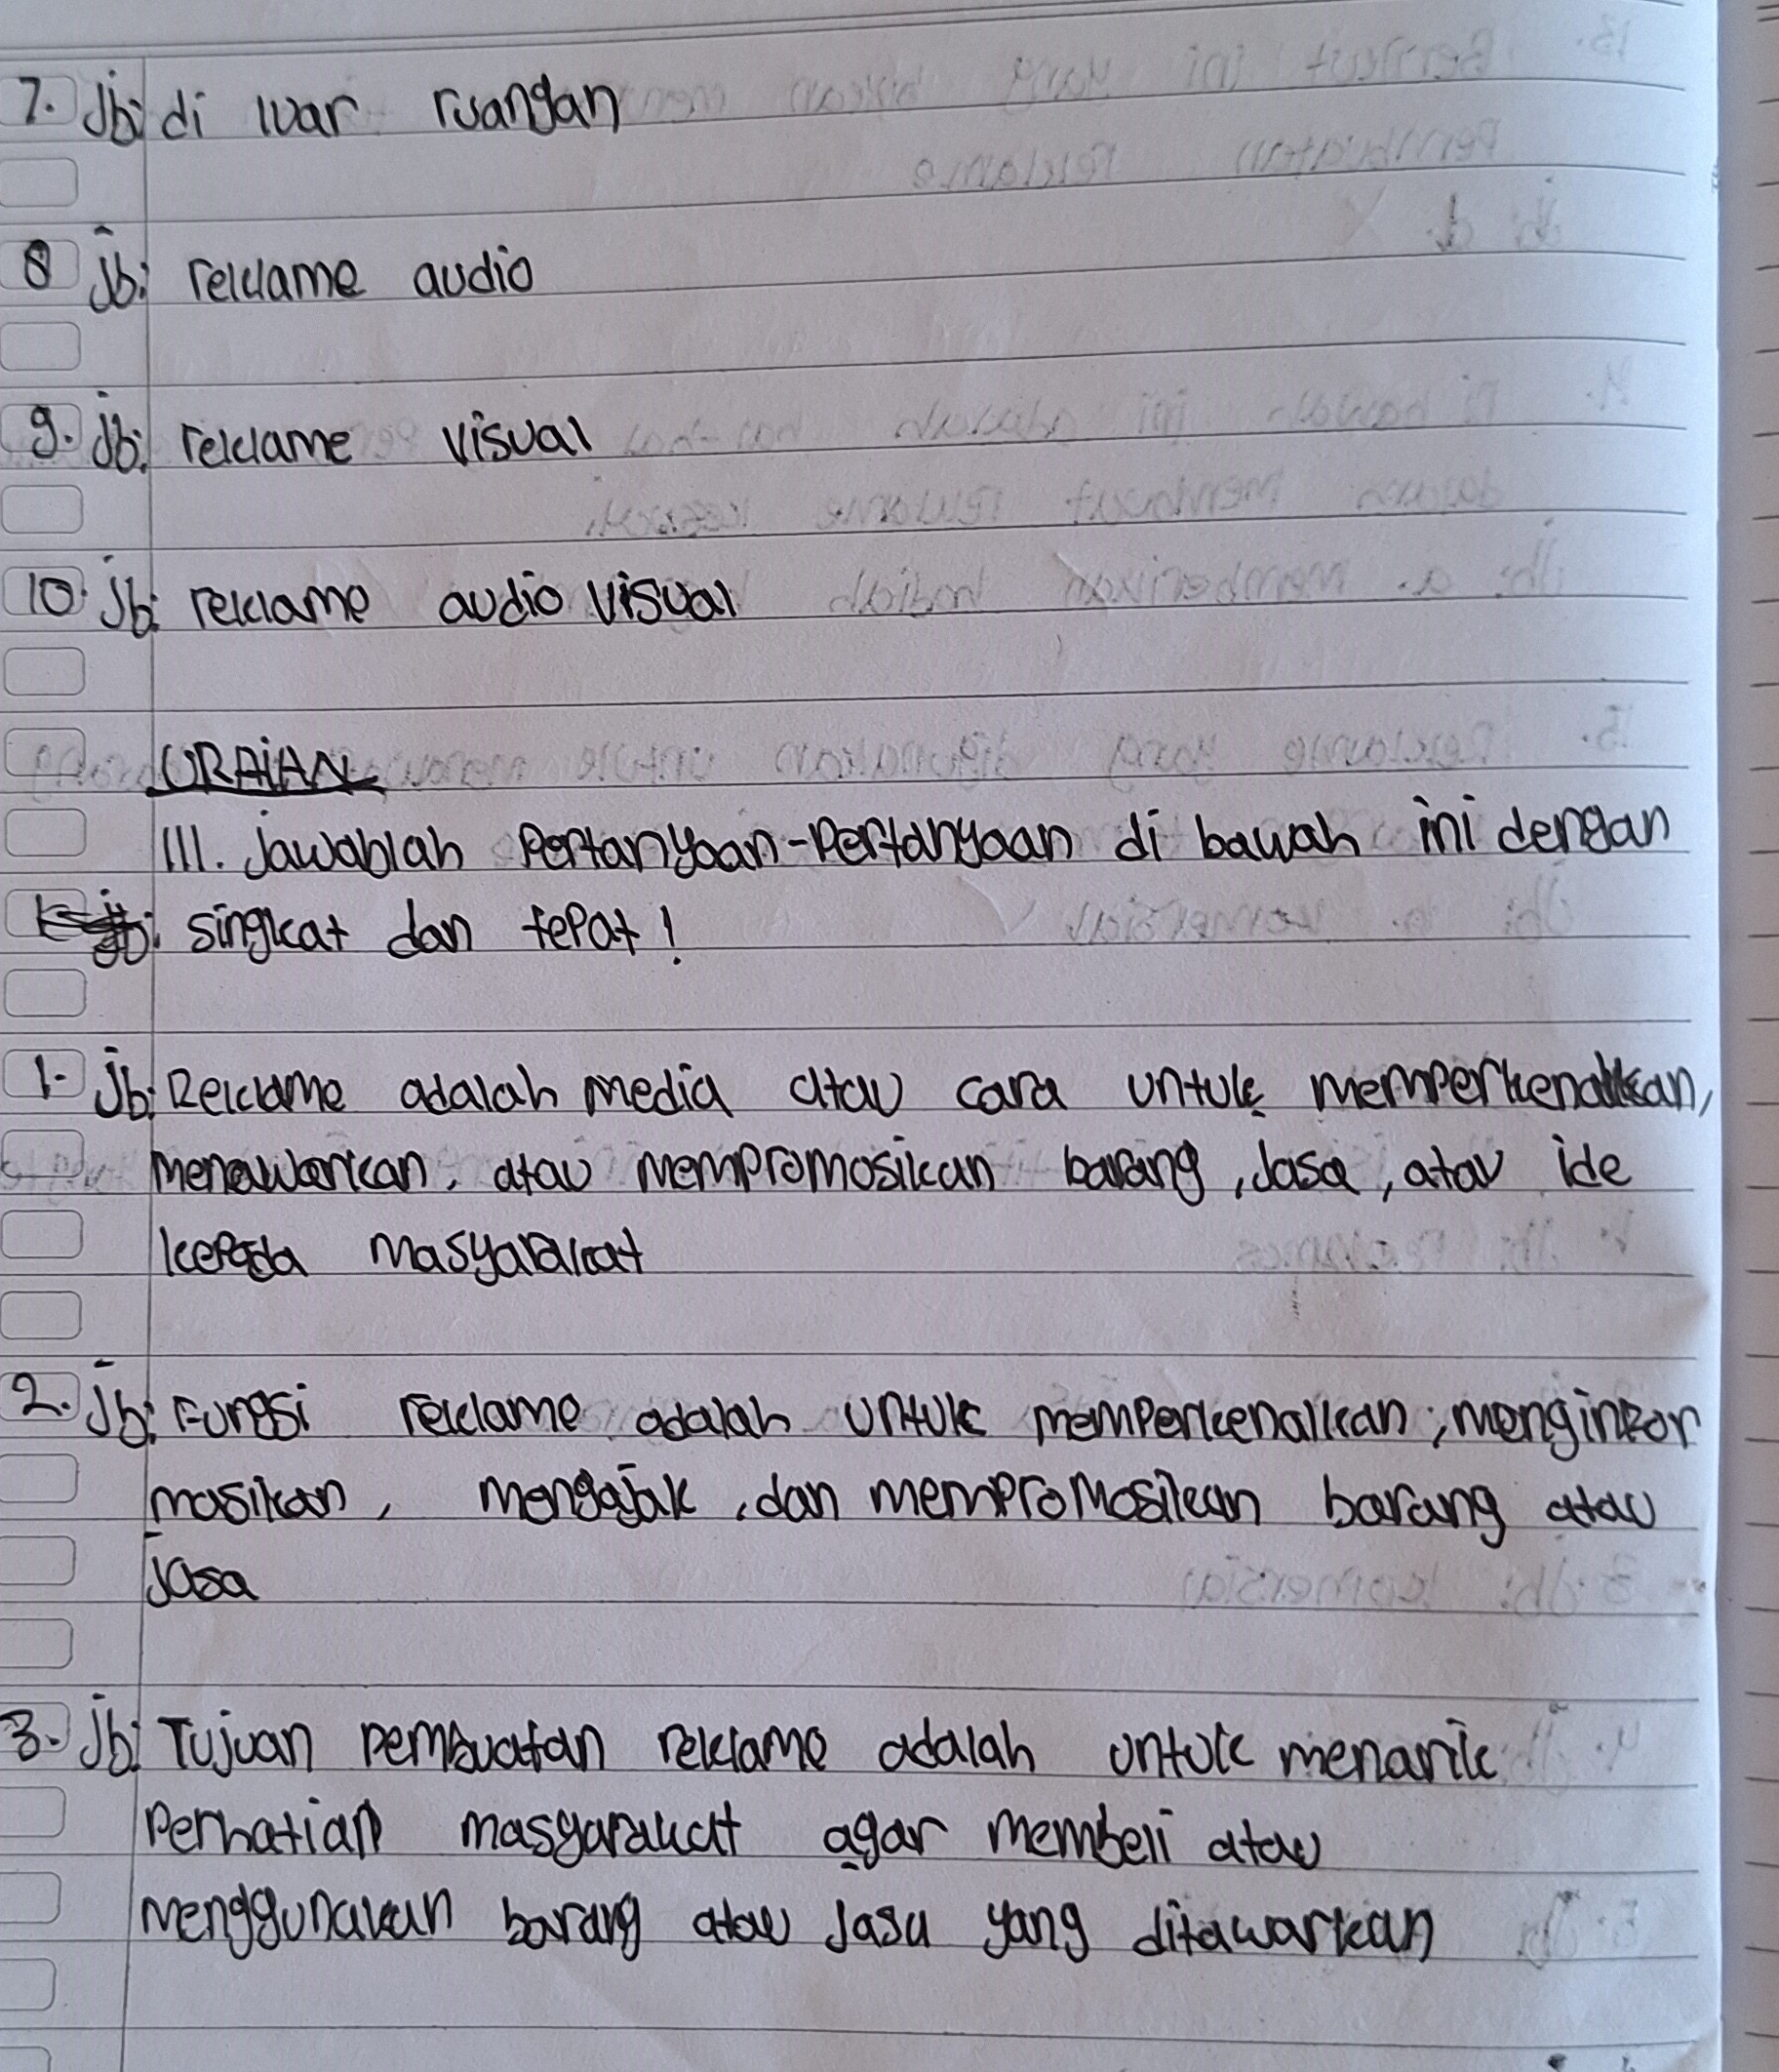 7. Jb: di luar ruangan
8 Jb: reklame audio
9. Jb: reklame visual
10. Jb: reklame audio visual
URAIAN
III. Jawablah Pertanyaan-Pertanyaan di bawah ini dengan
singkat dan tepat!
1. Jb: Reklame adalah media atau cara untuk memperkenalkan,
menawarkan, atau mempromosikan barang, Jasa, atau ide
kepada masyarakat
2. Jb: Fungsi reklame adalah untuk memperkenalkan, menginfor
masikan, mengajak, dan mempromosikan barang atau
Jasa
3. Jb: Tujuan pembuatan reklame adalah untuk menarik
Perhatian masyarakat agar membeli atau
menggunakan barang atau Jasa yang ditawarkan